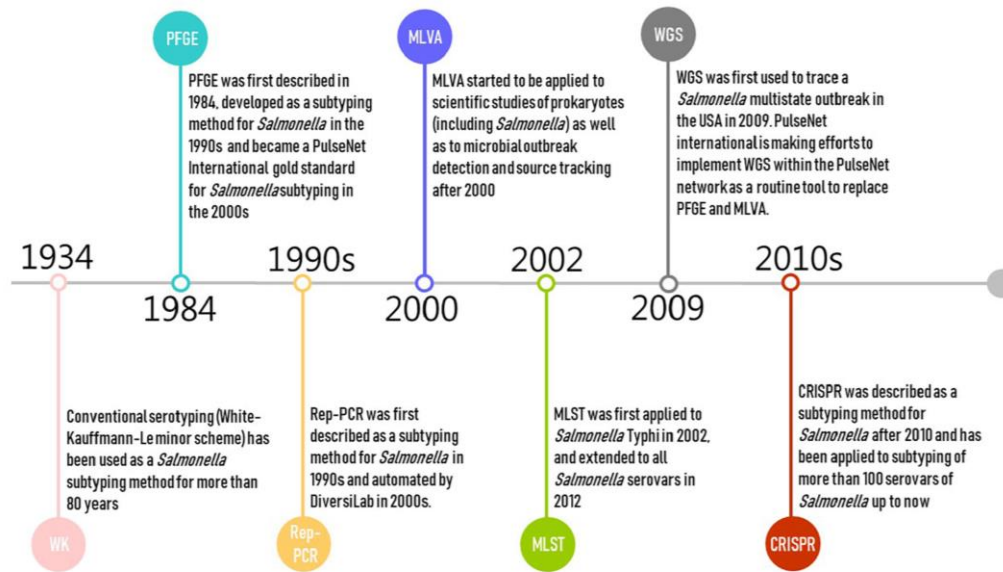 PFGE
PFGE was first described in
1984, developed as a subtyping
method for Salmonella in the
1990s and became a PulseNet
International gold standard
for Salmonella subtyping in
the 2000s
MLVA
MLVA started to be applied to
scientific studies of prokaryotes
(including Salmonella) as well
as to microbial outbreak
detection and source tracking
after 2000
WGS
WGS was first used to trace a
Salmonella multistate outbreak in
the USA in 2009. PulseNet
international is making efforts to
implement WGS within the PulseNet
network as a routine tool to replace
PFGE and MLVA.
1934
1984
1990s
2000
2002
2009
2010s
Conventional serotyping (White-
Kauffmann-Le minor scheme) has
been used as a Salmonella
subtyping method for more than
80 years
WK
Rep-PCR was first
described as a subtyping
method for Salmonella in
1990s and automated by
DiversiLab in 2000s.
Rep-
PCR
MLST was first applied to
Salmonella Typhi in 2002,
and extended to all
Salmonella serovars in
2012
MLST
CRISPR was described as a
subtyping method for
Salmonella after 2010 and has
been applied to subtyping of
more than 100 serovars of
Salmonella up to now
CRISPR